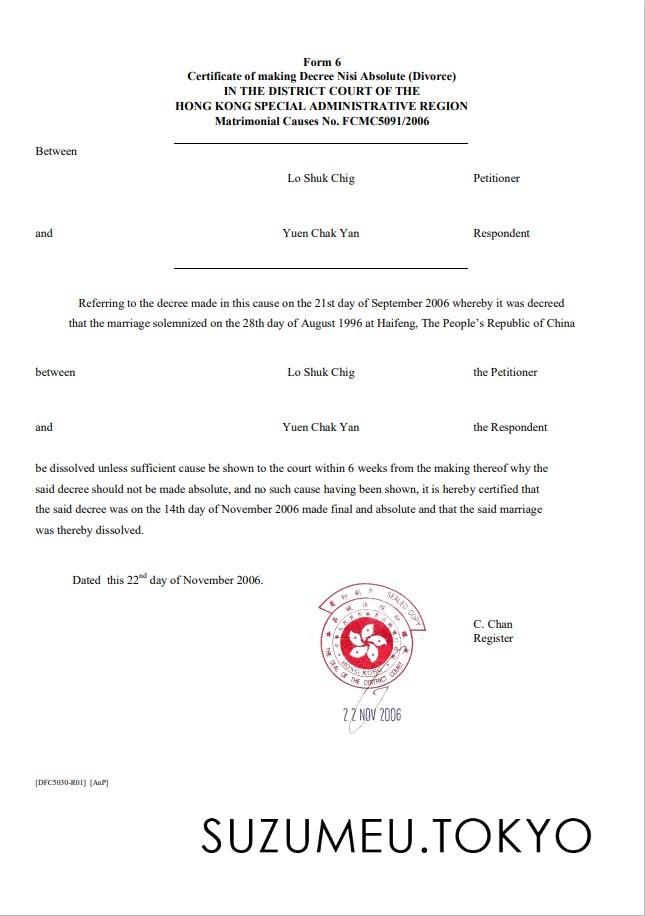 Form 6
Certificate of making Decree Nisi Absolute (Divorce)
IN THE DISTRICT COURT OF THE
HONG KONG SPECIAL ADMINISTRATIVE REGION
Matrimonial Causes No. FCMC5091/2006
Between
Lo Shuk Chig Petitioner
and Yuen Chak Yan Respondent
Referring to the decree made in this cause on the 21st day of September 2006 whereby it was decreed
that the marriage solemnized on the 28th day of August 1996 at Haifeng, The People’s Republic of China
between Lo Shuk Chig the Petitioner
and Yuen Chak Yan the Respondent
be dissolved unless sufficient cause be shown to the court within 6 weeks from the making thereof why the
said decree should not be made absolute, and no such cause having been shown, it is hereby certified that
the said decree was on the 14th day of November 2006 made final and absolute and that the said marriage
was thereby dissolved.
Dated this 22nd day of November 2006.
SEALED COPY
HONG KONG
THE SEAL OF THE DISTRICT COURT
22 NOV 2006
C. Chan
Register
[DFC5030-R01] [AnP]
SUZUMEU.TOKYO